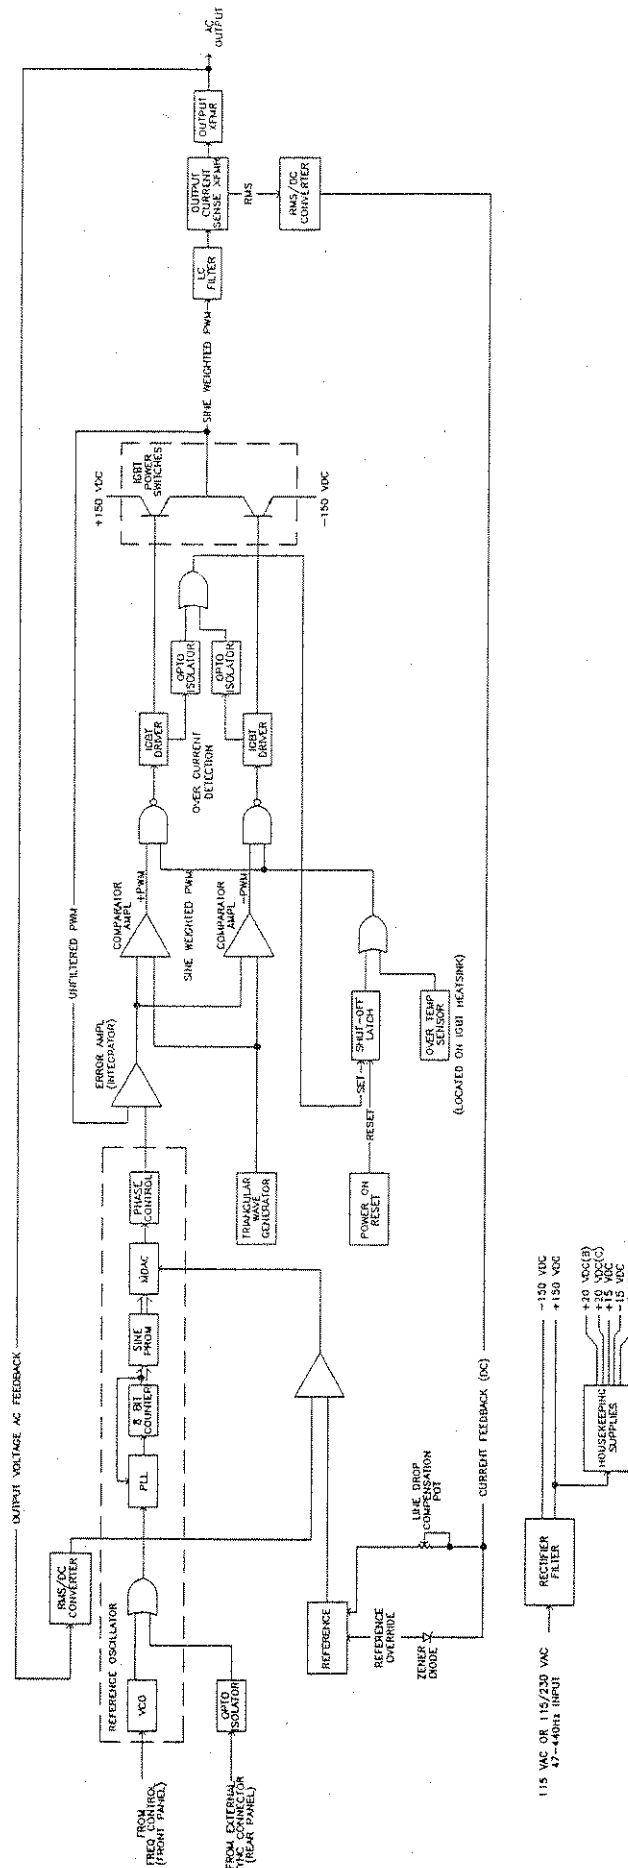 OUTPUT VOLTAGE AC FEEDBACK
AC
OUTPUT
OUTPUT
XFMR
OUTPUT
CURRENT
SENSE XFMR
RMS
RMS/DC
CONVERTER
LC
FILTER
SINE WEIGHTED PWM
UNFILTERED PWM
+150 VDC
IGBT
POWER
SWITCHES
-150 VDC
OPTO
ISOLATOR
OPTO
ISOLATOR
IGBT
DRIVER
OVER CURRENT
DETECTION
IGBT
DRIVER
COMPARATOR
AMPL
+PWM
SINE WEIGHTED PWM
COMPARATOR
AMPL
-PWM
ERROR AMPL
(INTEGRATOR)
SHUT-OFF
LATCH
SET
RESET
OVER TEMP
SENSOR
(LOCATED ON IGBT HEATSINK)
POWER ON
RESET
TRIANGULAR
WAVE
GENERATOR
PHASE
CONTROL
MDAC
SINE
PROM
8 BIT
COUNTER
PLL
RMS/DC
CONVERTER
REFERENCE OSCILLATOR
VCO
OPTO
ISOLATOR
FROM
FREQ CONTROL
(FRONT PANEL)
FROM EXTERNAL
SYNC CONNECTOR
(REAR PANEL)
REFERENCE
REFERENCE
OVERRIDE
ZENER
DIODE
LINE DROP
COMPENSATION
POT
CURRENT FEEDBACK (DC)
115 VAC OR 115/230 VAC
47-440Hz INPUT
RECTIFIER
FILTER
-150 VDC
+150 VDC
HOUSEKEEPING
SUPPLIES
+20 VDC(B)
+20 VDC(C)
+15 VDC
-15 VDC